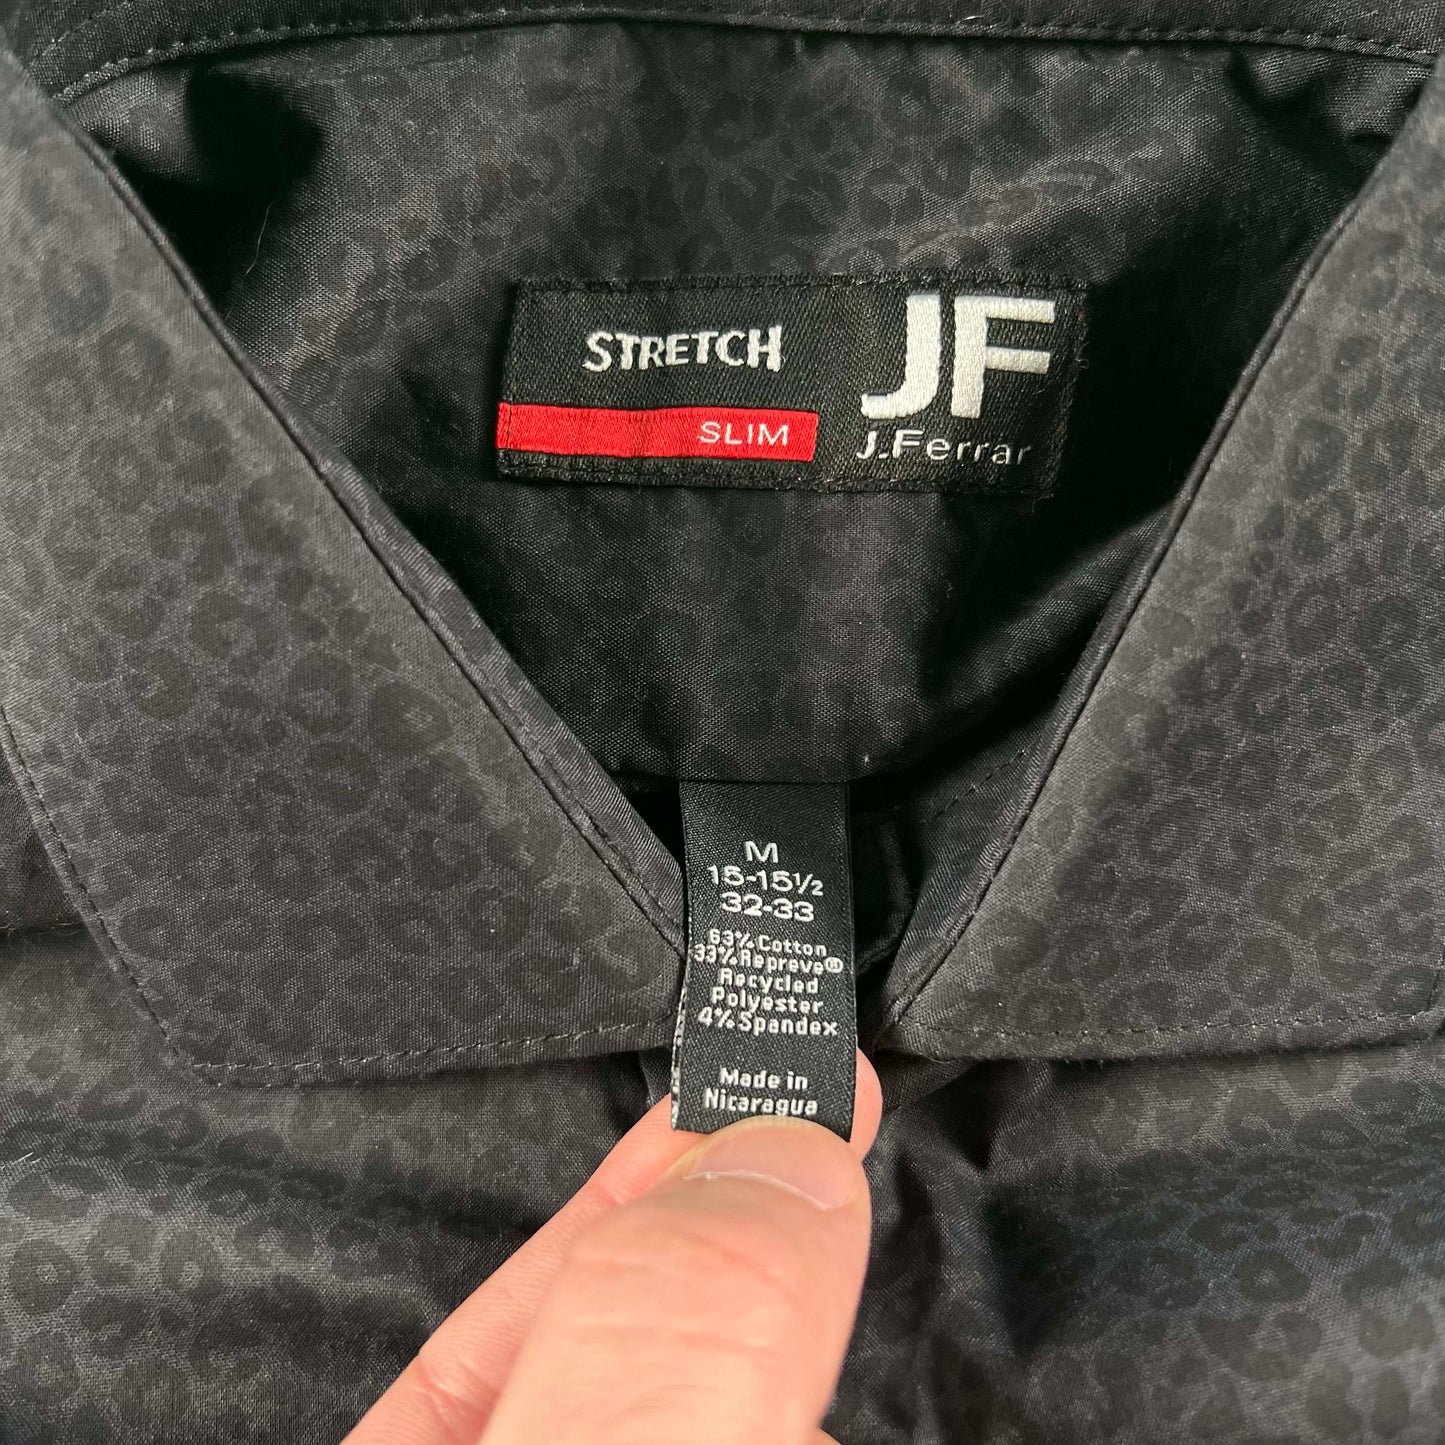 STRETCH
SLIM
JF
J.Ferrar
M
15-15½
32-33
63% Cotton
33% Repreve®
Recycled
Polyester
4% Spandex
Made in
Nicaragua